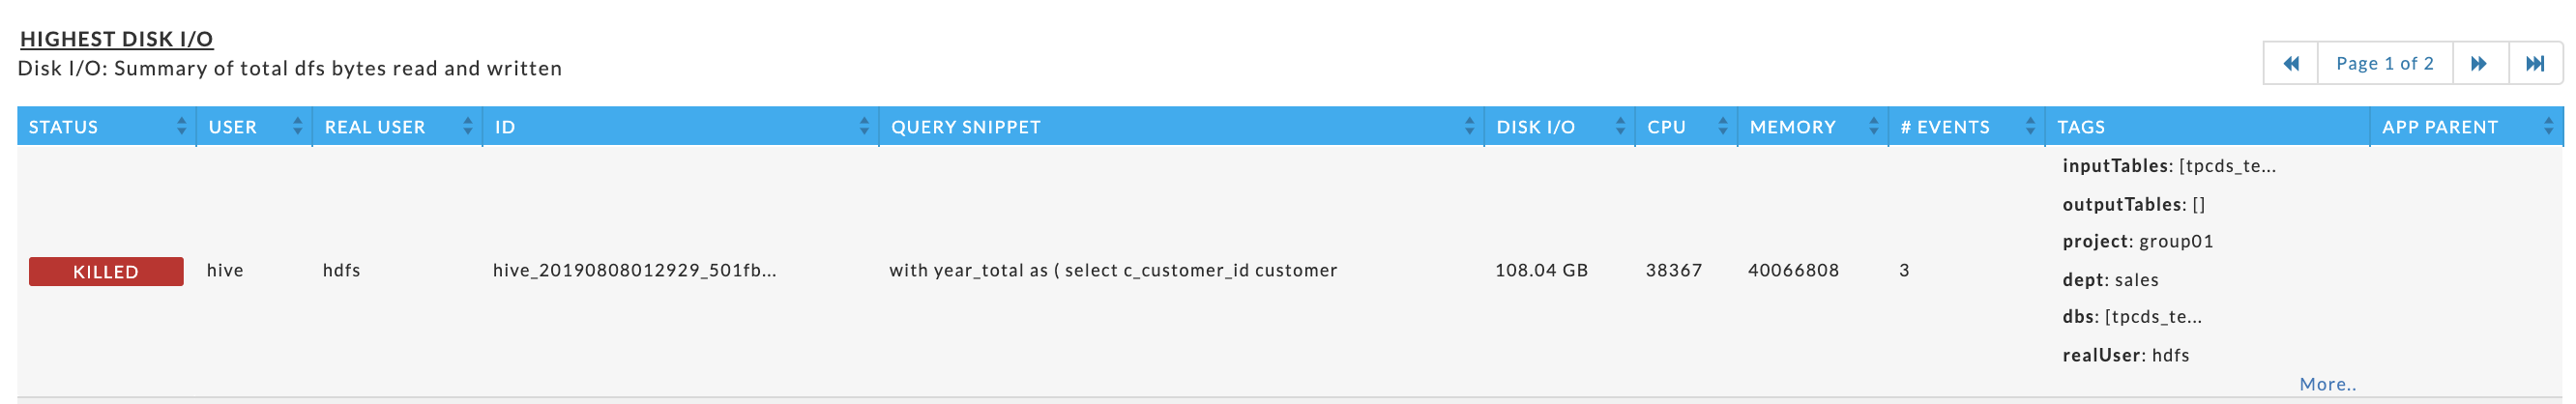 HIGHEST DISK I/O
Disk I/O: Summary of total dfs bytes read and written
Page 1 of 2
STATUS USER REAL USER ID QUERY SNIPPET DISK I/O CPU MEMORY # EVENTS TAGS APP PARENT
inputTables: [tpcds_te...
outputTables: []
project: group01
KILLED hive hdfs hive_20190808012929_501fb... with year_total as ( select c_customer_id customer 108.04 GB 38367 40066808 3
dept: sales
dbs: [tpcds_te...
realUser: hdfs
More..